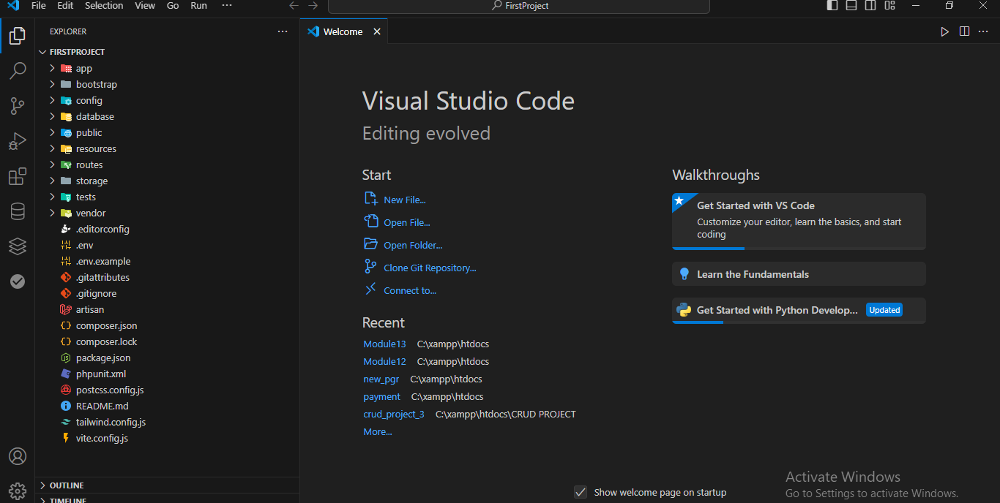 File Edit Selection View Go Run ··· FirstProject
EXPLORER ···
Welcome
FIRSTPROJECT
app
bootstrap
config
database
public
resources
routes
storage
tests
vendor
.editorconfig
.env
.env.example
.gitattributes
.gitignore
artisan
composer.json
composer.lock
package.json
phpunit.xml
postcss.config.js
README.md
tailwind.config.js
vite.config.js
OUTLINE
TIMELINE
Visual Studio Code
Editing evolved
Start
New File...
Open File...
Open Folder...
Clone Git Repository...
Connect to...
Recent
Module13 C:\xampp\htdocs
Module12 C:\xampp\htdocs
new_pgr C:\xampp\htdocs
payment C:\xampp\htdocs
crud_project_3 C:\xampp\htdocs\CRUD PROJECT
More...
Walkthroughs
Get Started with VS Code
Customize your editor, learn the basics, and start
coding
Learn the Fundamentals
Get Started with Python Develop... Updated
Show welcome page on startup
Activate Windows
Go to Settings to activate Windows.